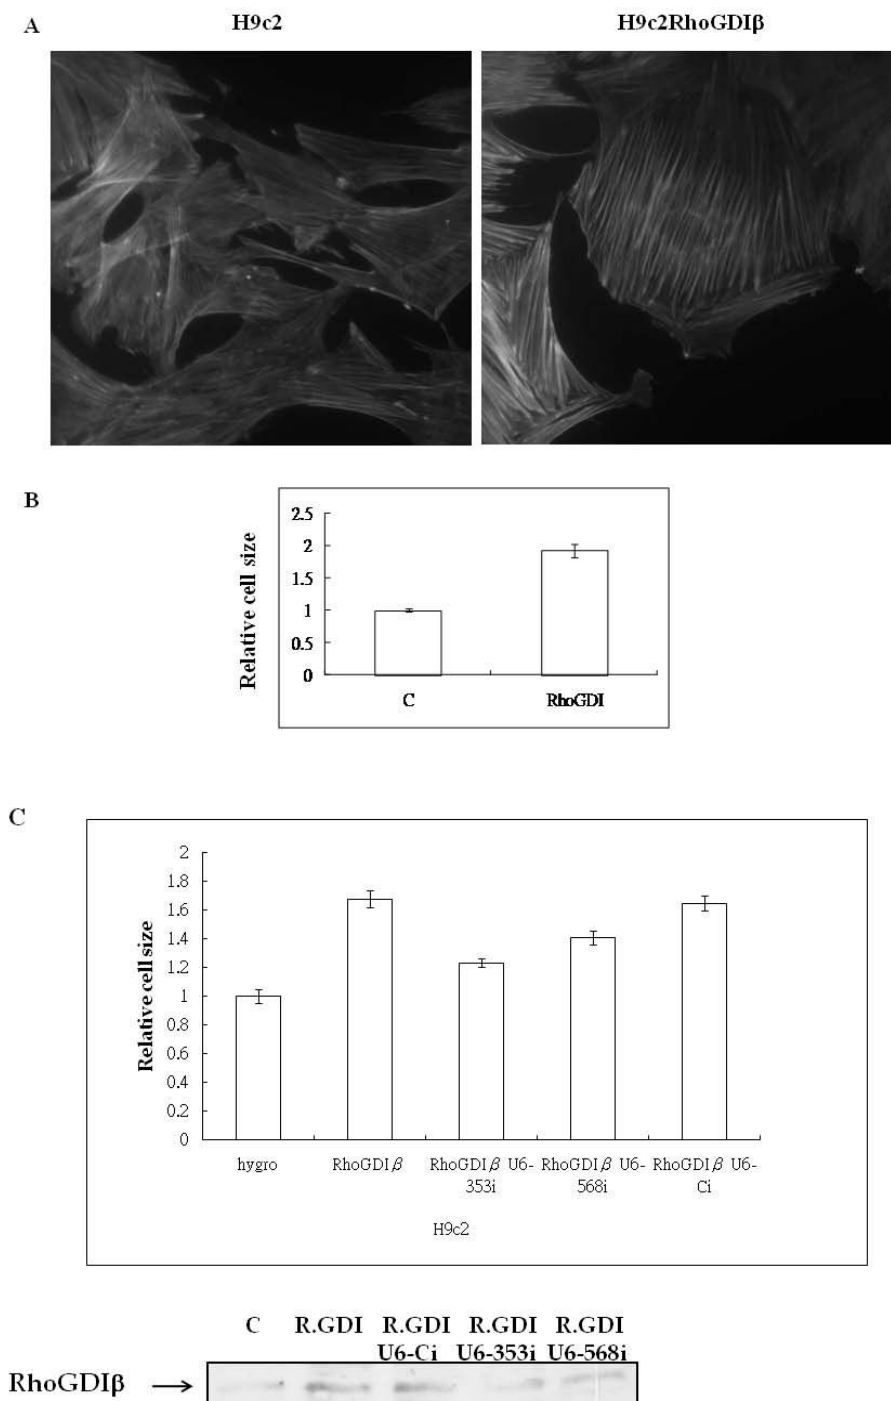 A
H9c2
H9c2RhoGDIβ
B
Relative cell size
2.5
2
1.5
1
0.5
0
C
RhoGDI
C
Relative cell size
2
1.8
1.6
1.4
1.2
1
0.8
0.6
0.4
0.2
0
hygro
RhoGDIβ
RhoGDIβ U6-
353i
RhoGDIβ U6-
568i
RhoGDIβ U6-
Ci
H9c2
C R.GDI R.GDI R.GDI R.GDI
U6-Ci U6-353i U6-568i
RhoGDIβ